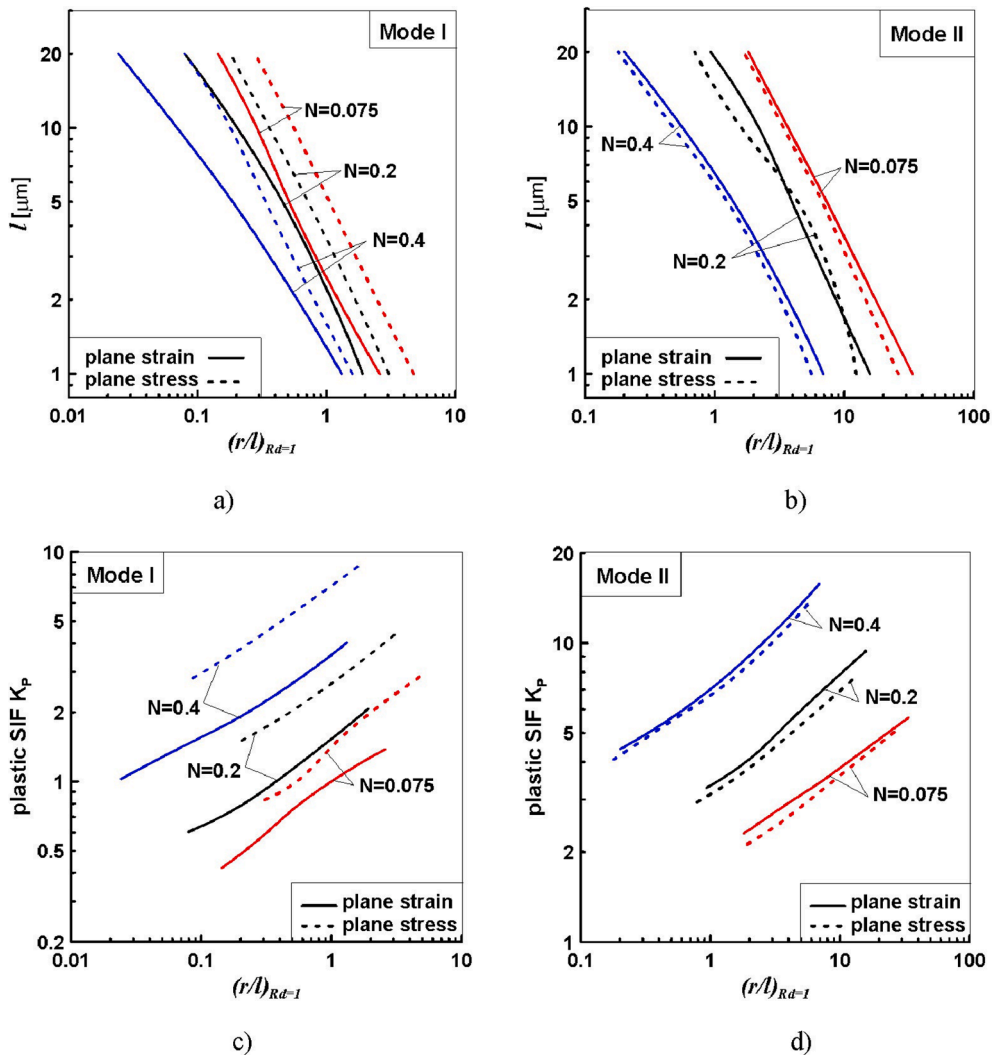 Mode I
20
10
5
2
1
l [μm]
N=0.075
N=0.2
N=0.4
plane strain
plane stress
0.01
0.1
1
10
(r/l)Rd=1
a)
Mode II
20
10
5
2
1
l [μm]
N=0.4
N=0.075
N=0.2
plane strain
plane stress
0.1
1
10
100
(r/l)Rd=1
b)
Mode I
10
5
2
1
0.5
0.2
plastic SIF KP
N=0.4
N=0.2
N=0.075
plane strain
plane stress
0.01
0.1
1
10
(r/l)Rd=1
c)
Mode II
20
10
5
2
1
plastic SIF KP
N=0.4
N=0.2
N=0.075
plane strain
plane stress
0.1
1
10
100
(r/l)Rd=1
d)